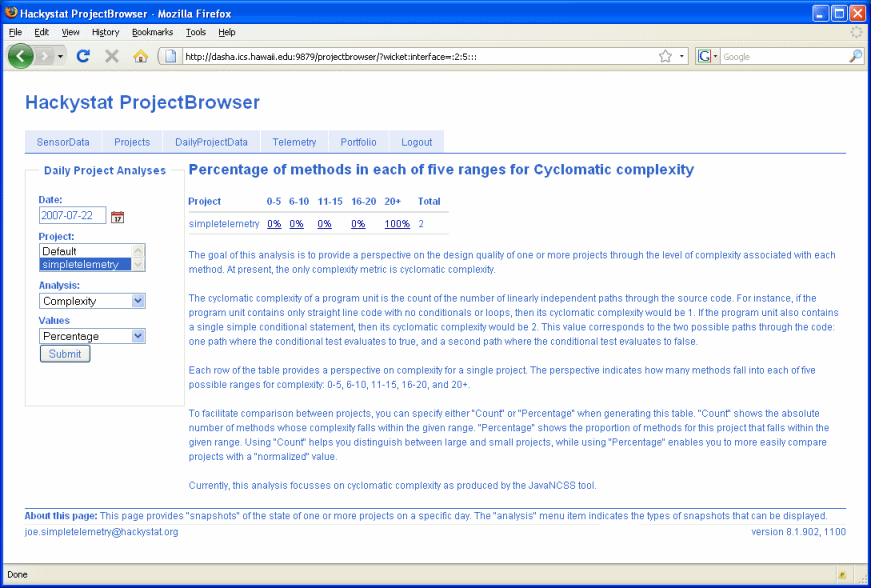 Hackystat ProjectBrowser - Mozilla Firefox
File Edit View History Bookmarks Tools Help
http://dasha.ics.hawaii.edu:9879/projectbrowser/?wicket:interface=:2:5:::
G Google
Hackystat ProjectBrowser
SensorData Projects DailyProjectData Telemetry Portfolio Logout
Daily Project Analyses
Date:
2007-07-22 17
Project:
Default
simpletelemetry
Analysis:
Complexity
Values
Percentage
Submit
Percentage of methods in each of five ranges for Cyclomatic complexity
Project 0-5 6-10 11-15 16-20 20+ Total
simpletelemetry 0% 0% 0% 0% 100% 2
The goal of this analysis is to provide a perspective on the design quality of one or more projects through the level of complexity associated with each
method. At present, the only complexity metric is cyclomatic complexity.
The cyclomatic complexity of a program unit is the count of the number of linearly independent paths through the source code. For instance, if the
program unit contains only straight line code with no conditionals or loops, then its cyclomatic complexity would be 1. If the program unit also contains
a single simple conditional statement, then its cyclomatic complexity would be 2. This value corresponds to the two possible paths through the code:
one path where the conditional test evaluates to true, and a second path where the conditional test evaluates to false.
Each row of the table provides a perspective on complexity for a single project. The perspective indicates how many methods fall into each of five
possible ranges for complexity: 0-5, 6-10, 11-15, 16-20, and 20+.
To facilitate comparison between projects, you can specify either "Count" or "Percentage" when generating this table. "Count" shows the absolute
number of methods whose complexity falls within the given range. "Percentage" shows the proportion of methods for this project that falls within the
given range. Using "Count" helps you distinguish between large and small projects, while using "Percentage" enables you to more easily compare
projects with a "normalized" value.
Currently, this analysis focusses on cyclomatic complexity as produced by the JavaNCSS tool.
About this page: This page provides "snapshots" of the state of one or more projects on a specific day. The "analysis" menu item indicates the types of snapshots that can be displayed.
joe.simpletelemetry@hackystat.org version 8.1.902, 1100
Done